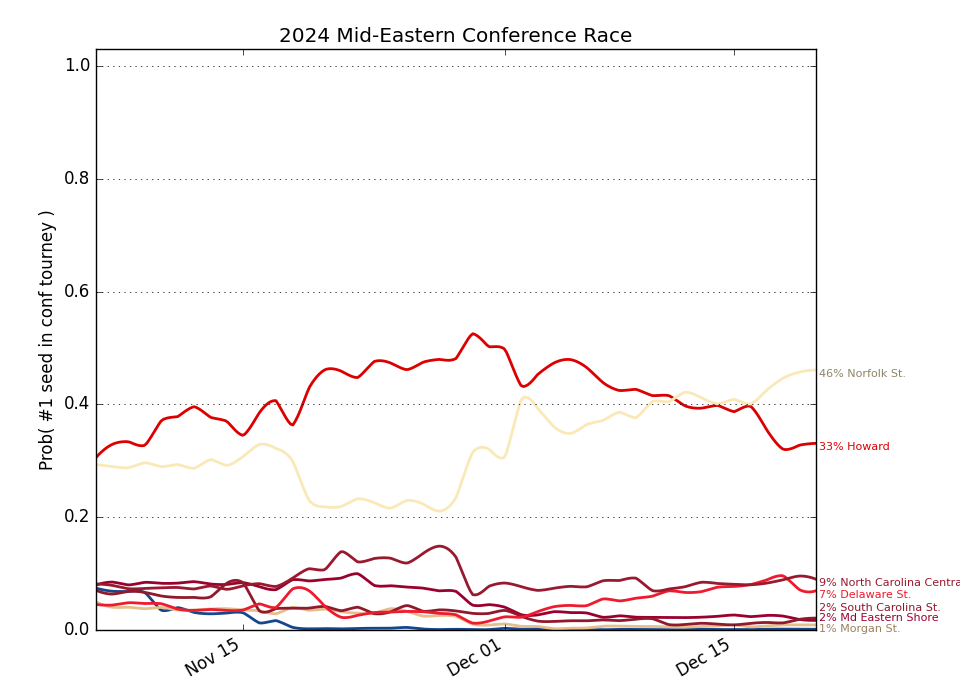 2024 Mid-Eastern Conference Race
Prob( #1 seed in conf tourney )
1.0
0.8
0.6
0.4
0.2
0.0
Nov 15
Dec 01
Dec 15
46% Norfolk St.
33% Howard
9% North Carolina Centra
7% Delaware St.
2% South Carolina St.
2% Md Eastern Shore
1% Morgan St.